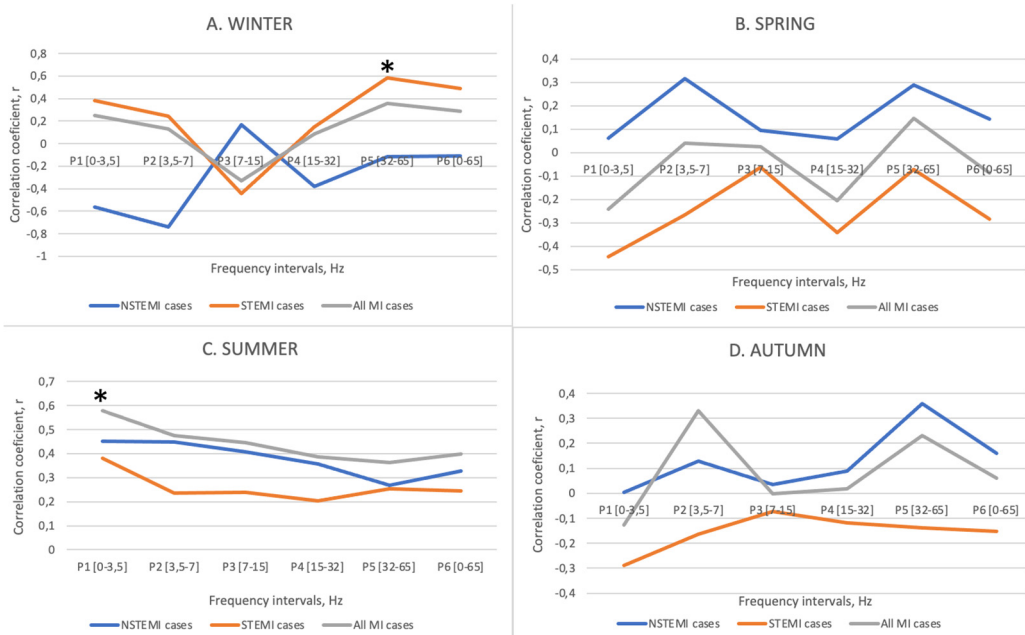 A. WINTER
Correlation coeficient, r
0,8
0,6
0,4
0,2
0
-0,2
-0,4
-0,6
-0,8
-1
*
P1 [0-3,5] P2 [3,5-7] P3 [7-15] P4 [15-32] P5 [32-65] P6 [0-65]
Frequency intervals, Hz
NSTEMI cases STEMI cases All MI cases
B. SPRING
Correlation coeficient, r
0,4
0,3
0,2
0,1
0
-0,1
-0,2
-0,3
-0,4
-0,5
P1 [0-3,5] P2 [3,5-7] P3 [7-15] P4 [15-32] P5 [32-65] P6 [0-65]
Frequency intervals, Hz
NSTEMI cases STEMI cases All MI cases
C. SUMMER
Correlation coeficient, r
0,7
0,6
0,5
0,4
0,3
0,2
0,1
0
*
P1 [0-3,5] P2 [3,5-7] P3 [7-15] P4 [15-32] P5 [32-65] P6 [0-65]
Frequency intervals, Hz
NSTEMI cases STEMI cases All MI cases
D. AUTUMN
Correlation coeficient, r
0,4
0,3
0,2
0,1
0
-0,1
-0,2
-0,3
-0,4
P1 [0-3,5] P2 [3,5-7] P3 [7-15] P4 [15-32] P5 [32-65] P6 [0-65]
Frequency intervals, Hz
NSTEMI cases STEMI cases All MI cases